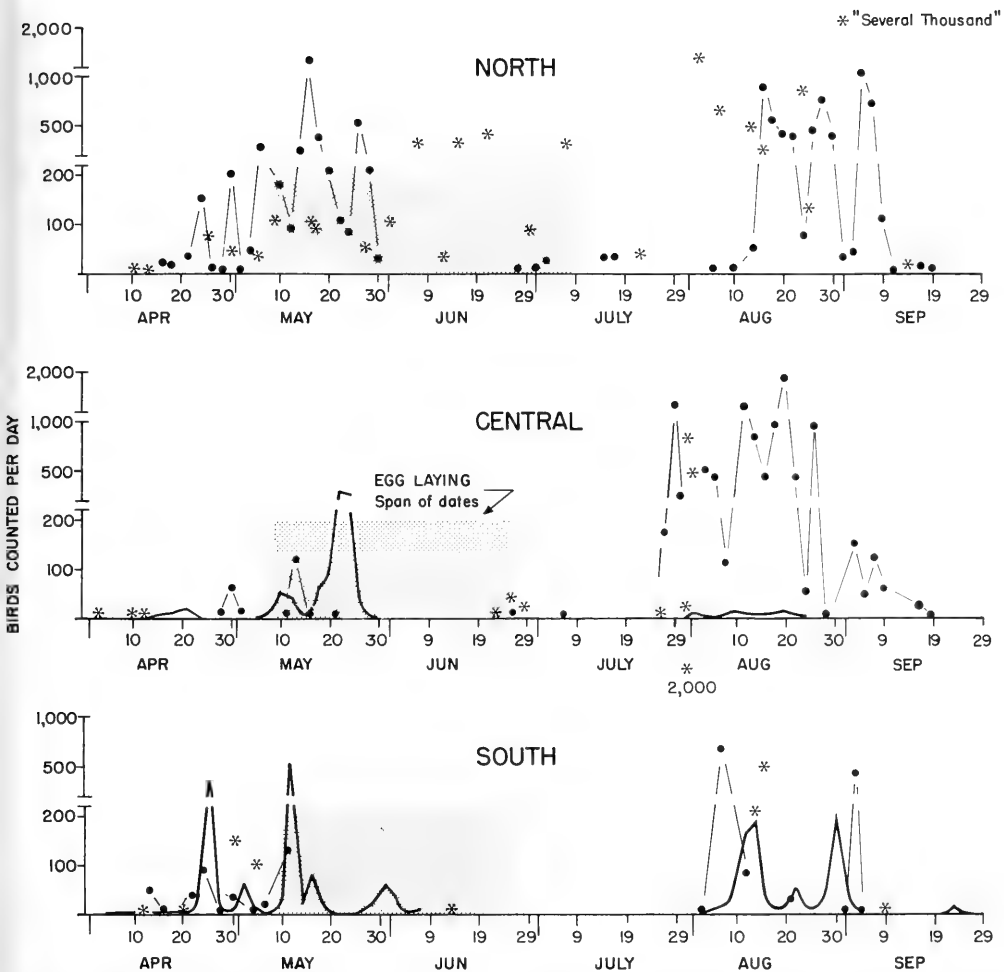 * "Several Thousand"
2,000
1,000
500
200
100
NORTH
10 20 30 10 20 30 9 19 29 9 19 29 10 20 30 9 19 29
APR MAY JUN JULY AUG SEP
BIRDS COUNTED PER DAY
2,000
1,000
500
200
100
CENTRAL
EGG LAYING
Span of dates
10 20 30 10 20 30 9 19 29 9 19 29 10 20 30 9 19 29
APR MAY JUN JULY AUG SEP
*
2,000
1,000
500
200
100
SOUTH
10 20 30 10 20 30 9 19 29 9 19 29 10 20 30 9 19 29
APR MAY JUN JULY AUG SEP